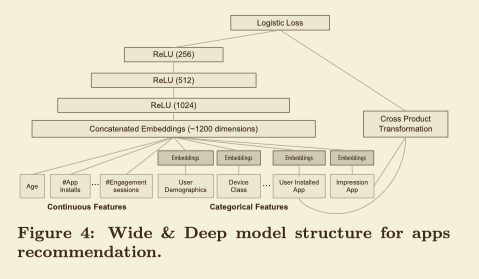 Logistic Loss
ReLU (256)
ReLU (512)
ReLU (1024)
Concatenated Embeddings (~1200 dimensions)
Cross Product
Transformation
Embeddings
Embeddings
Embeddings
Embeddings
Age
#App
Installs
...
#Engagement
sessions
User
Demographics
Device
Class
...
User Installed
App
Impression
App
Continuous Features
Categorical Features
Figure 4: Wide & Deep model structure for apps
recommendation.